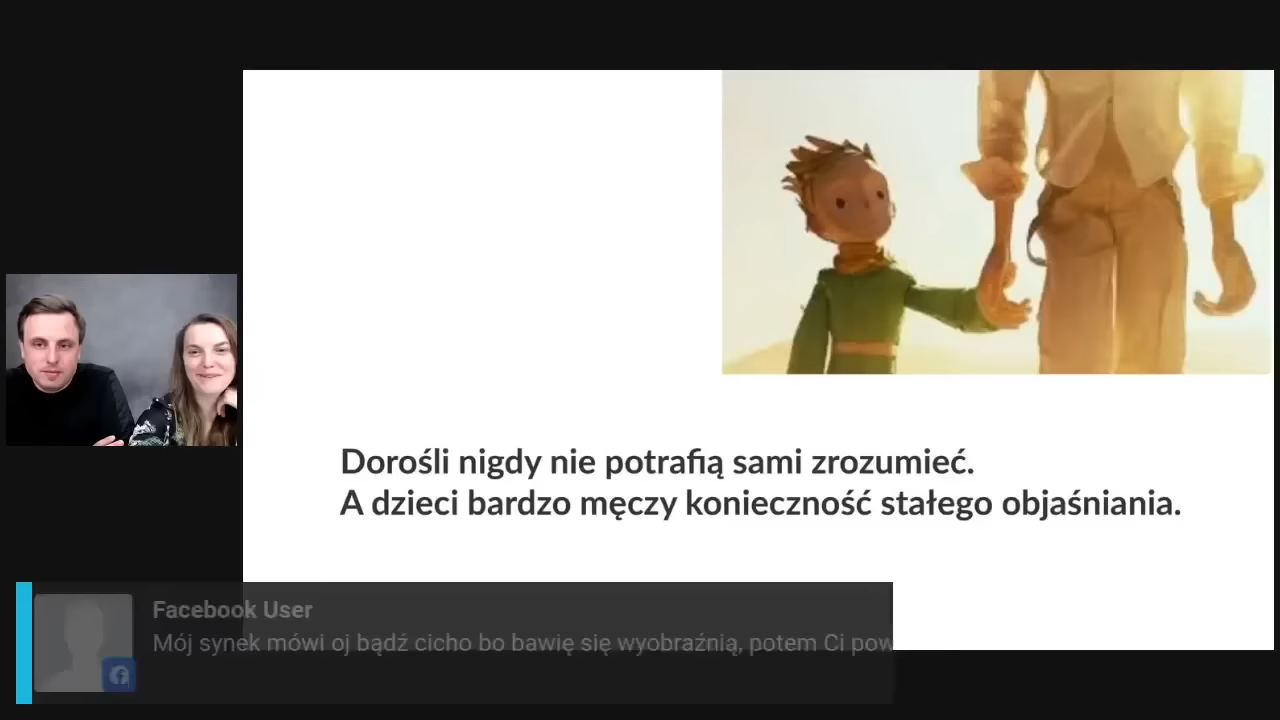 Dorośli nigdy nie potrafią sami zrozumieć.
A dzieci bardzo męczy konieczność stałego objaśniania.
Facebook User
Mój synek mówi oj bądź cicho bo bawię się wyobraźnią, potem Ci pow